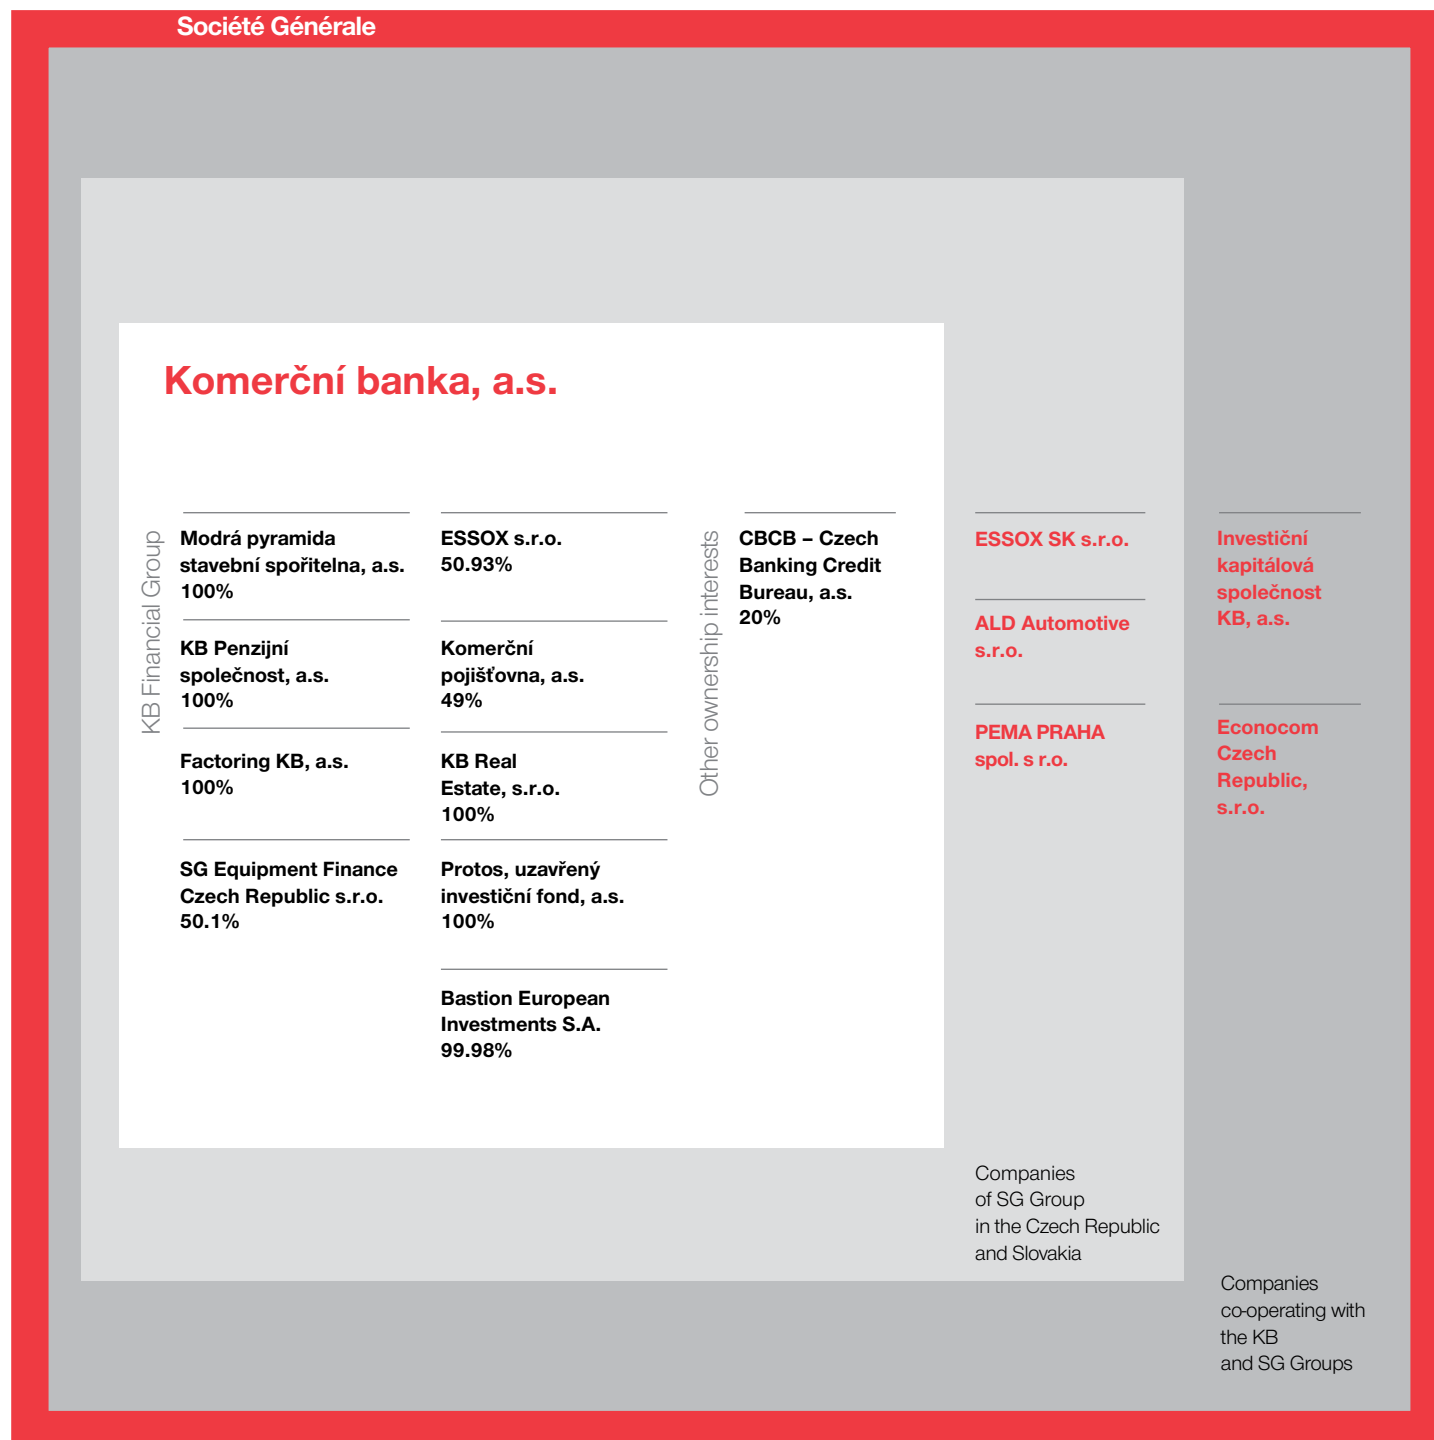 Société Générale
Komerční banka, a.s.
KB Financial Group
Modrá pyramida
stavební spořitelna, a.s.
100%
KB Penzijní
společnost, a.s.
100%
Factoring KB, a.s.
100%
SG Equipment Finance
Czech Republic s.r.o.
50.1%
ESSOX s.r.o.
50.93%
Komerční
pojišťovna, a.s.
49%
KB Real
Estate, s.r.o.
100%
Protos, uzavřený
investiční fond, a.s.
100%
Bastion European
Investments S.A.
99.98%
Other ownership interests
CBCB – Czech
Banking Credit
Bureau, a.s.
20%
ESSOX SK s.r.o.
ALD Automotive
s.r.o.
PEMA PRAHA
spol. s r.o.
Companies
of SG Group
in the Czech Republic
and Slovakia
Investiční
kapitálová
společnost
KB, a.s.
Econocom
Czech
Republic,
s.r.o.
Companies
co-operating with
the KB
and SG Groups